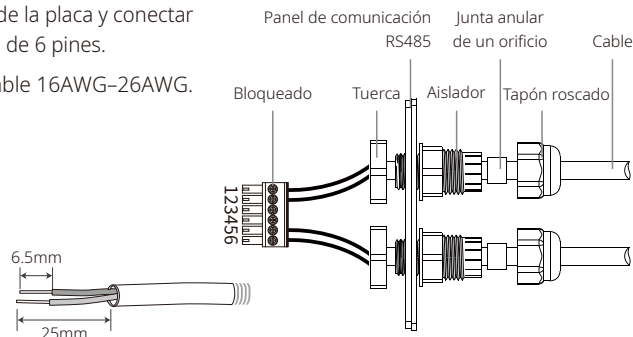 de la placa y conectar
de 6 pines.
16AWG–26AWG.
Panel de comunicación
RS485
Junta anular
de un orificio
Cable
Bloqueado
Tuerca
Aislador
Tapón roscado
123456
6.5mm
25mm